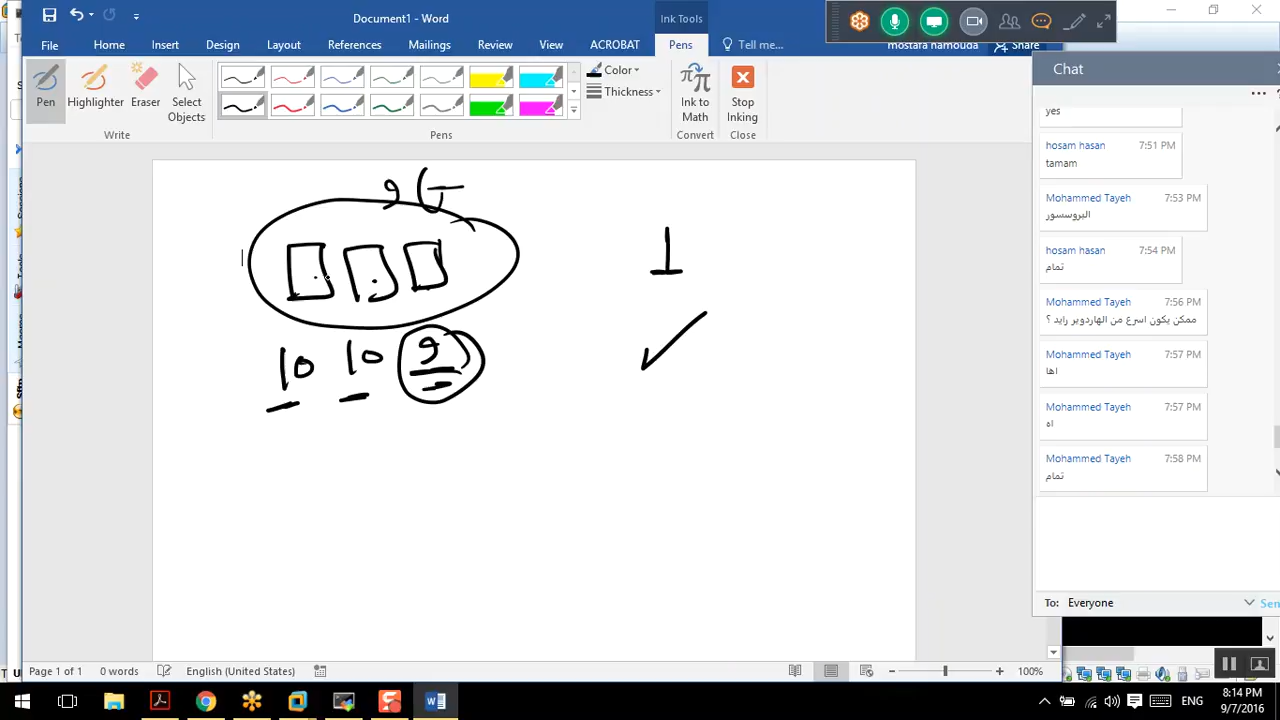 Document1 - Word
Ink Tools
File
Home
Insert
Design
Layout
References
Mailings
Review
View
ACROBAT
Pens
Tell me...
mostafa hamouda
Share
Pen
Highlighter
Eraser
Select Objects
Color
Thickness
Ink to Math
Stop Inking
Write
Pens
Convert
Close
Chat
yes
hosam hasan 7:51 PM
tamam
Mohammed Tayeh 7:53 PM
البروسسور
hosam hasan 7:54 PM
تمام
Mohammed Tayeh 7:56 PM
ممكن يكون اسرع من الهاردوير رايد ؟
Mohammed Tayeh 7:57 PM
اها
Mohammed Tayeh 7:57 PM
اه
Mohammed Tayeh 7:58 PM
تمام
To: Everyone
Sen
9
1
10 10 9
Page 1 of 1 0 words English (United States) 100%
ENG
8:14 PM
9/7/2016